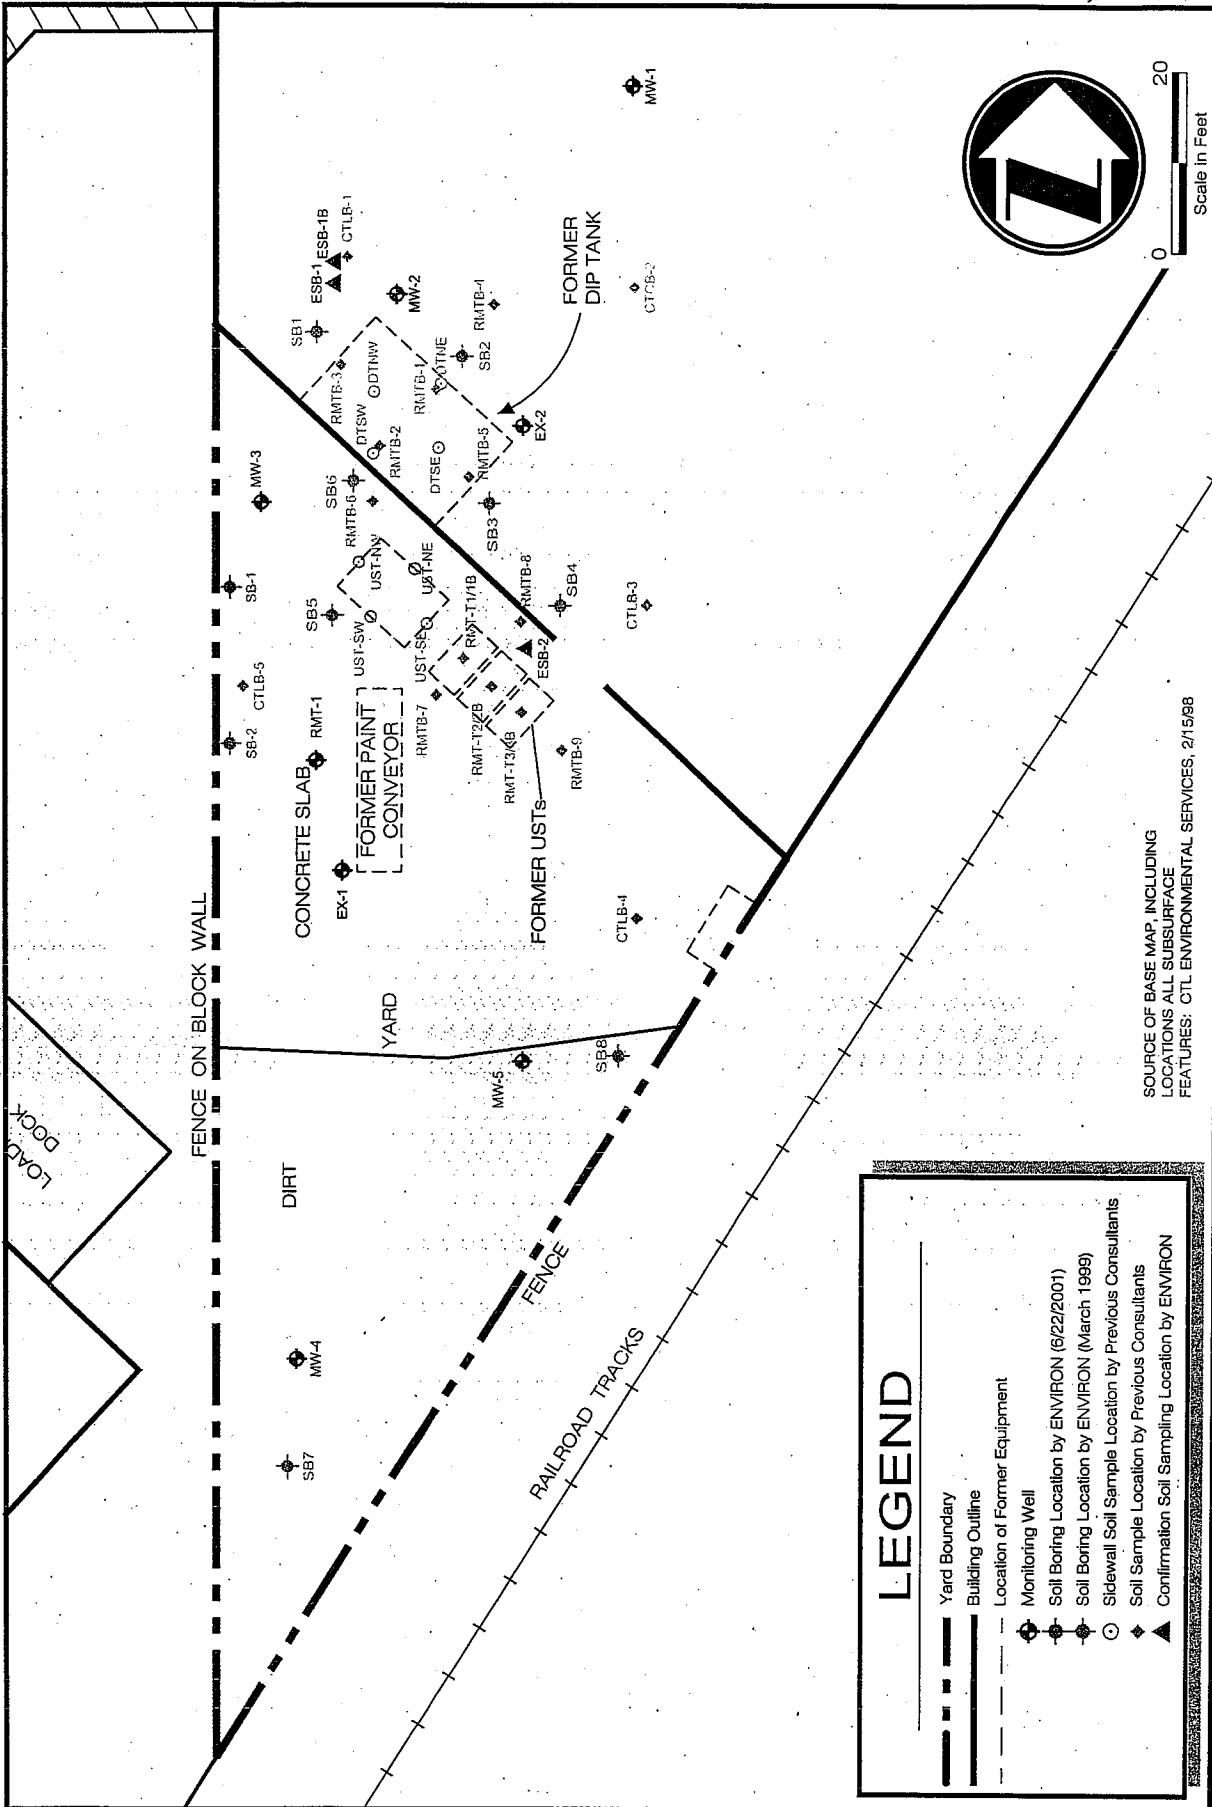 LOAD
DOCK
FENCE ON BLOCK WALL
DIRT
YARD
CONCRETE SLAB
FORMER PAINT
CONVEYOR
FORMER USTs
FORMER
DIP TANK
FENCE
RAILROAD TRACKS
SB7
MW-4
MW-5
SB8
CTLB-4
EX-1
RMT-1
SB-2
CTLB-5
SB-1
MW-3
SB5
UST-SW
UST-NW
UST-SE
UST-NE
RMTB-7
RMT-T1/1B
RMT-T2/2B
RMTB-9
RMTB-8
ESB-2
SB4
CTLB-3
SB3
SB6
RMTB-6
DTSW
RMTB-2
DTSE
RMTB-5
EX-2
RMTB-3
DTNW
RMTB-1
DTNE
SB2
SB1
ESB-1
ESB-1B
CTLB-1
MW-2
RMTB-4
MW-1
0
20
Scale in Feet
SOURCE OF BASE MAP, INCLUDING
LOCATIONS ALL SUBSURFACE
FEATURES: CTL ENVIRONMENTAL SERVICES, 2/15/98
LEGEND
Yard Boundary
Building Outline
Location of Former Equipment
Monitoring Well
Soil Boring Location by ENVIRON (6/22/2001)
Soil Boring Location by ENVIRON (March 1999)
Sidewall Soil Sample Location by Previous Consultants
Soil Sample Location by Previous Consultants
Confirmation Soil Sampling Location by ENVIRON